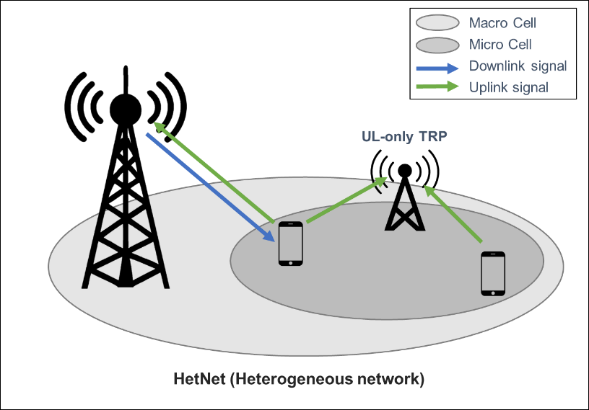 Macro Cell
Micro Cell
Downlink signal
Uplink signal
UL-only TRP
HetNet (Heterogeneous network)